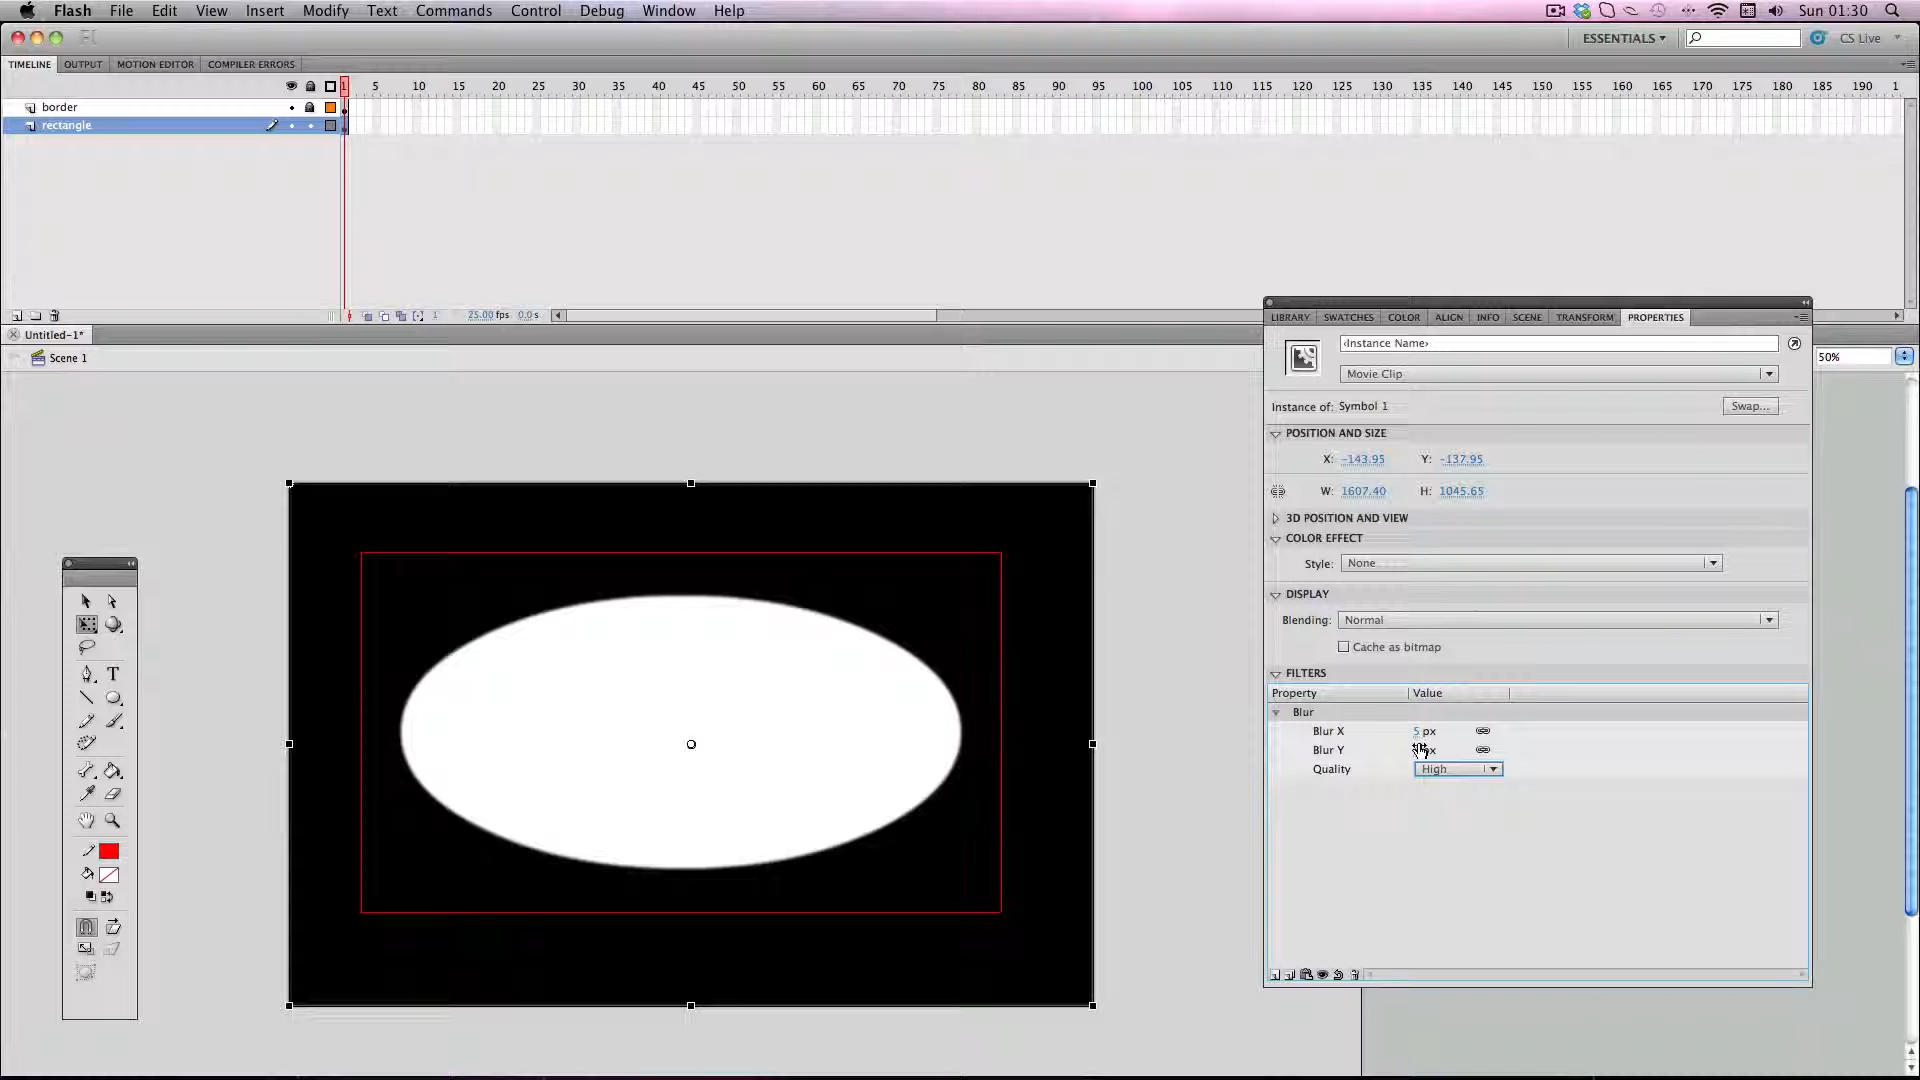 Flash File Edit View Insert Modify Text Commands Control Debug Window Help Sun 01:30
ESSENTIALS CS Live
TIMELINE OUTPUT MOTION EDITOR COMPILER ERRORS
1 5 10 15 20 25 30 35 40 45 50 55 60 65 70 75 80 85 90 95 100 105 110 115 120 125 130 135 140 145 150 155 160 165 170 175 180 185 190 1
border
rectangle
1 25.00 fps 0.0 s
Untitled-1*
Scene 1
50%
LIBRARY SWATCHES COLOR ALIGN INFO SCENE TRANSFORM PROPERTIES
‹Instance Name›
Movie Clip
Instance of: Symbol 1 Swap...
POSITION AND SIZE
X: -143.95 Y: -137.95
W: 1607.40 H: 1045.65
3D POSITION AND VIEW
COLOR EFFECT
Style: None
DISPLAY
Blending: Normal
Cache as bitmap
FILTERS
Property Value
Blur
Blur X 5 px
Blur Y
Quality High
T